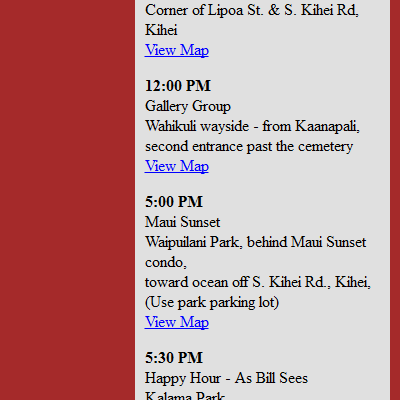 Corner of Lipoa St. & S. Kihei Rd,
Kihei
View Map
12:00 PM
Gallery Group
Wahikuli wayside - from Kaanapali,
second entrance past the cemetery
View Map
5:00 PM
Maui Sunset
Waipuilani Park, behind Maui Sunset
condo,
toward ocean off S. Kihei Rd., Kihei,
(Use park parking lot)
View Map
5:30 PM
Happy Hour - As Bill Sees
Kalama Park